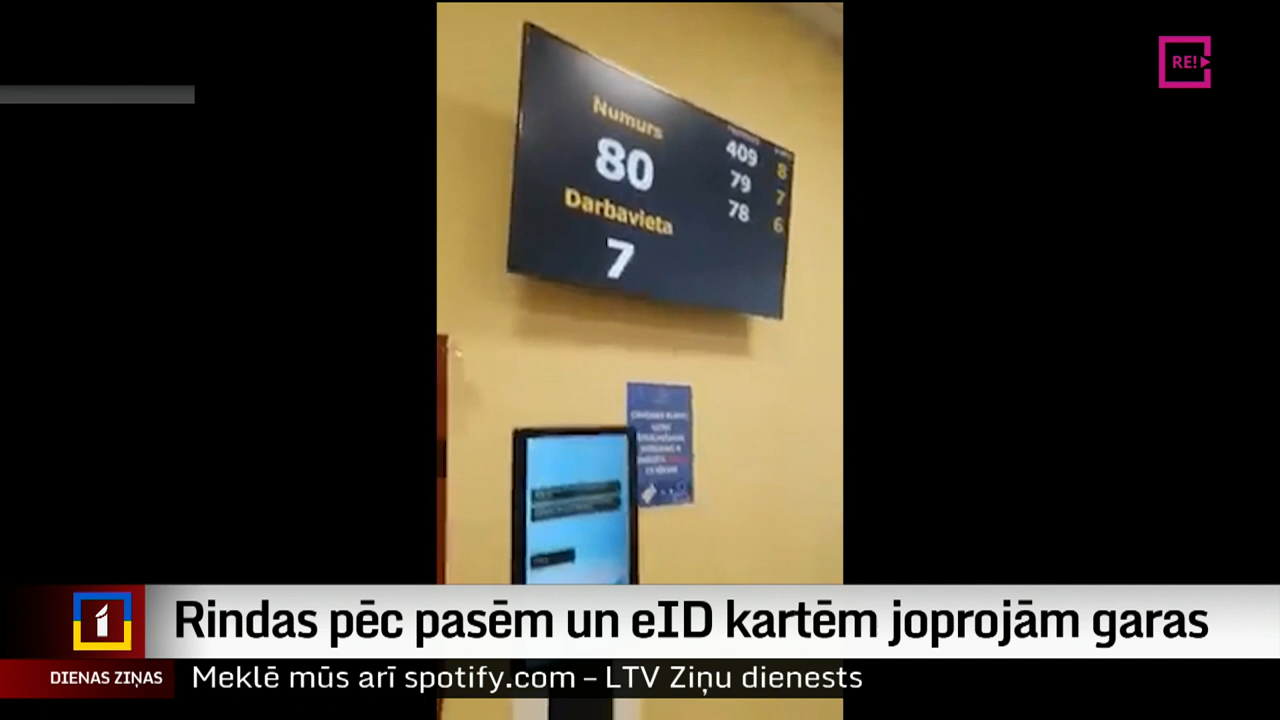 RE!
Numurs
80
Darbavieta
7
409 8
79 7
78 6
1
Rindas pēc pasēm un eID kartēm joprojām garas
DIENAS ZIŅAS
Meklē mūs arī spotify.com – LTV Ziņu dienests